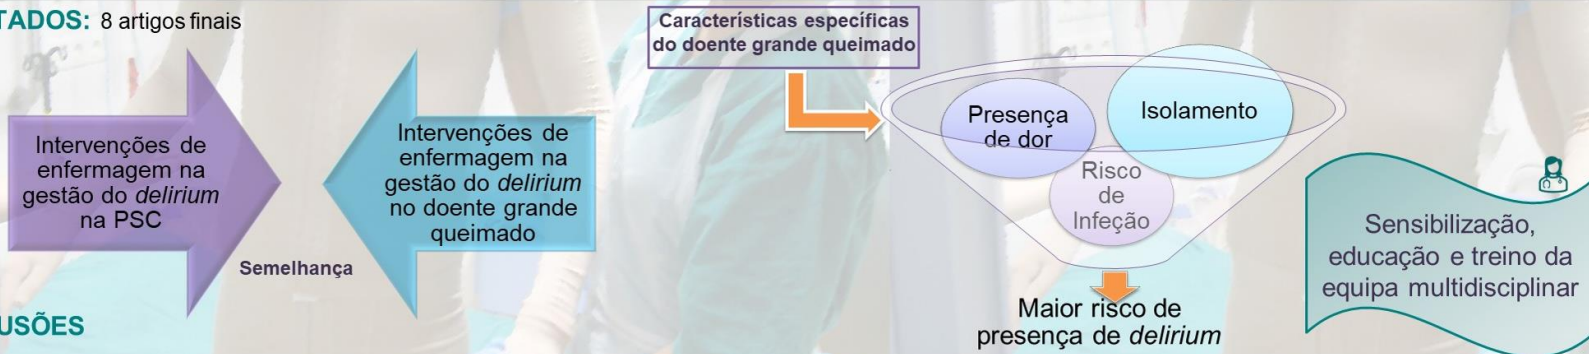 TADOS: 8 artigos finais
Intervenções de
enfermagem na
gestão do delirium
na PSC
Semelhança
Intervenções de
enfermagem na
gestão do delirium
no doente grande
queimado
Características específicas
do doente grande queimado
Presença
de dor
Isolamento
Risco
de
Infeção
Maior risco de
presença de delirium
Sensibilização,
educação e treino da
equipa multidisciplinar
USÕES